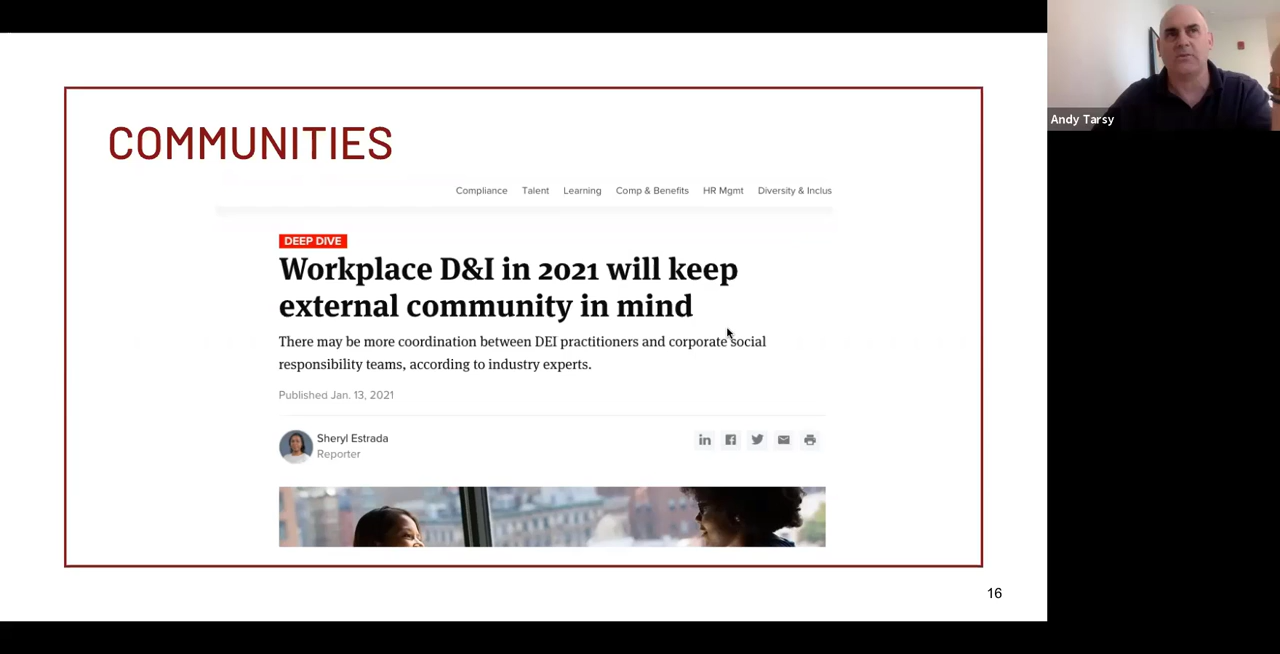 COMMUNITIES
Compliance Talent Learning Comp & Benefits HR Mgmt Diversity & Inclus
DEEP DIVE
Workplace D&I in 2021 will keep
external community in mind
There may be more coordination between DEI practitioners and corporate social
responsibility teams, according to industry experts.
Published Jan. 13, 2021
Sheryl Estrada
Reporter
16
Andy Tarsy